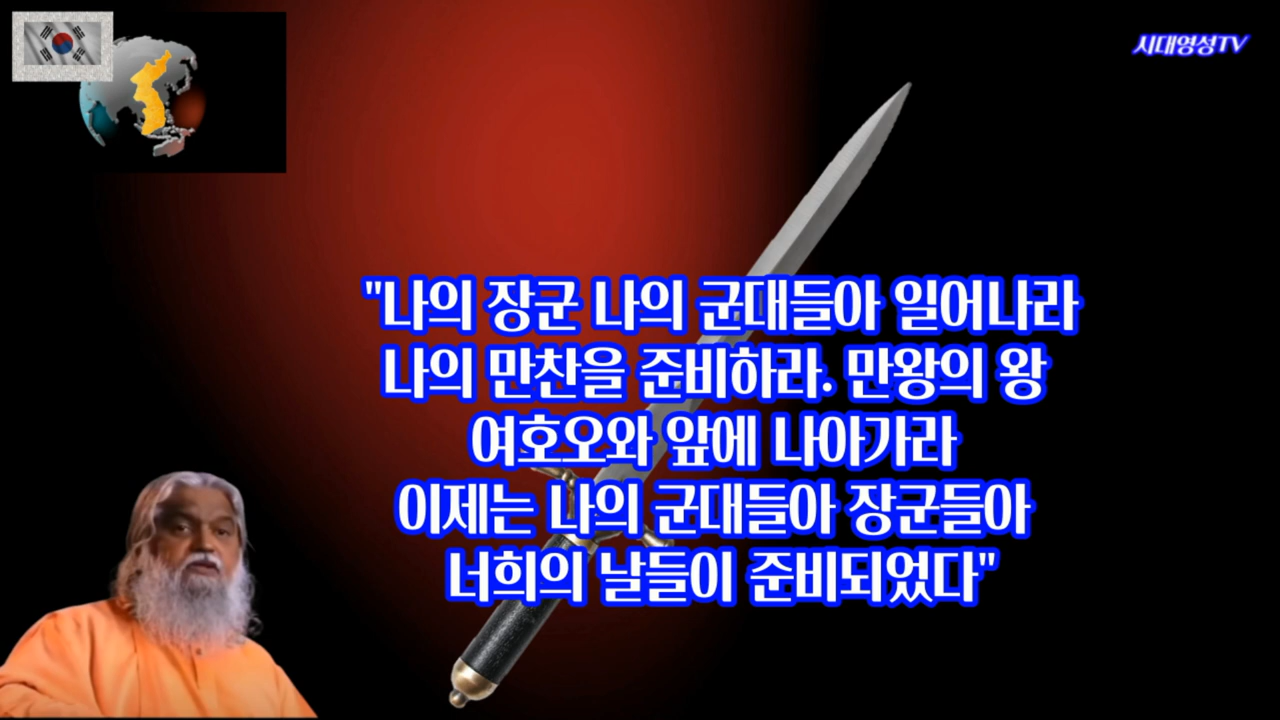 시대영성TV
"나의 장군 나의 군대들아 일어나라
나의 만찬을 준비하라. 만왕의 왕
여호오와 앞에 나아가라
이제는 나의 군대들아 장군들아
너희의 날들이 준비되었다"